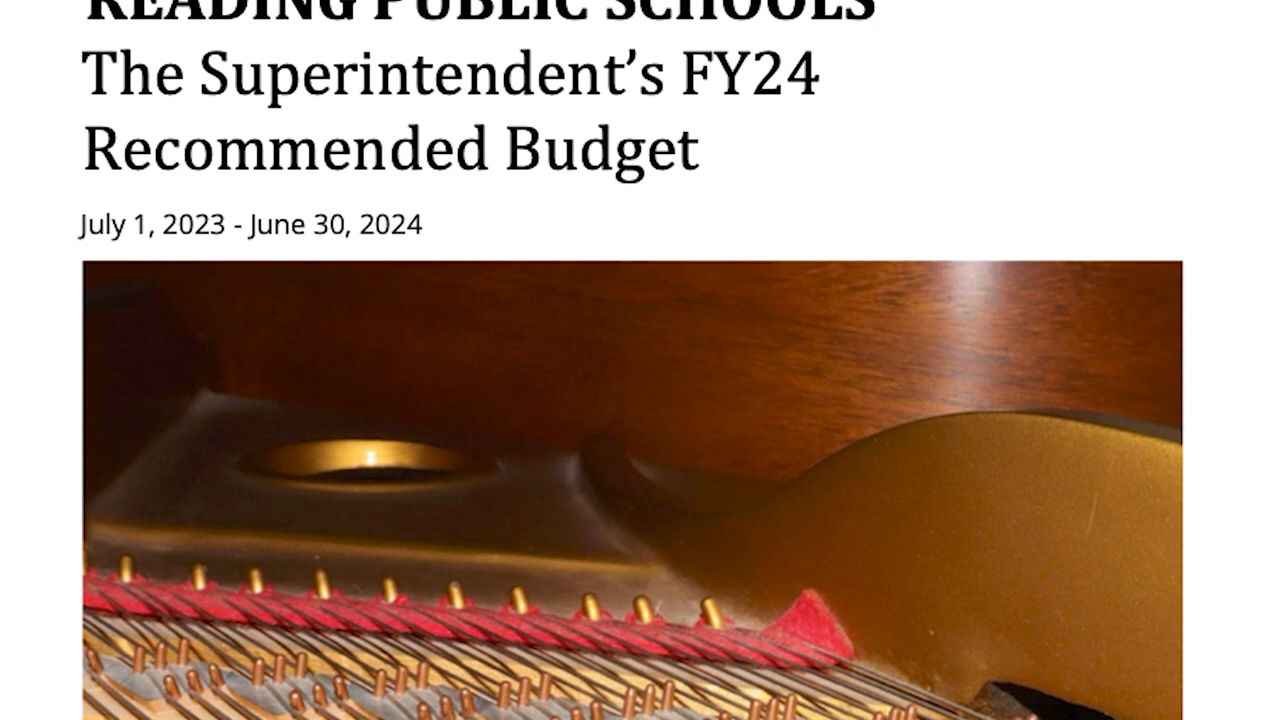 READING PUBLIC SCHOOLS
The Superintendent’s FY24
Recommended Budget
July 1, 2023 - June 30, 2024